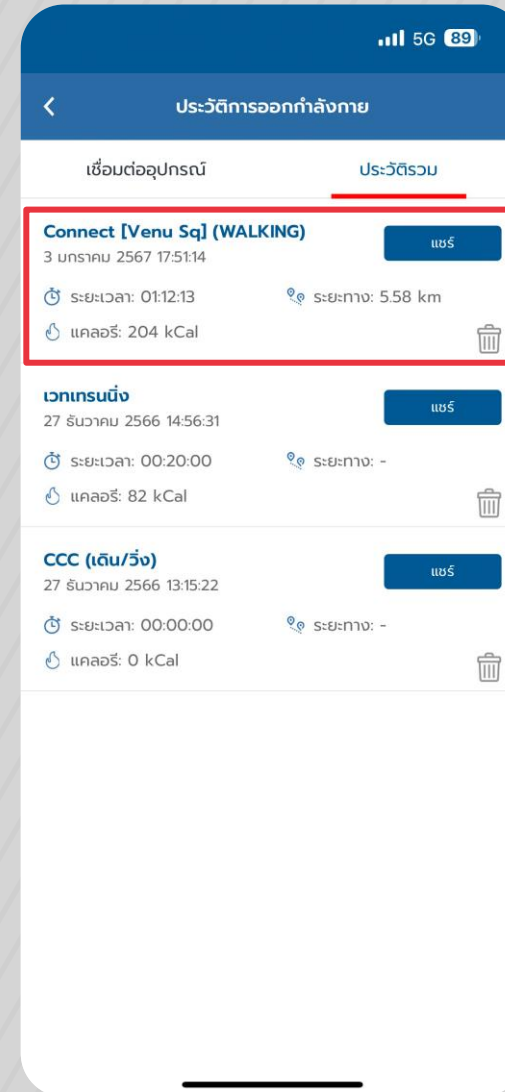 5G 89
ประวัติการออกกำลังกาย
เชื่อมต่ออุปกรณ์ ประวัติรวม
Connect [Venu Sq] (WALKING) แชร์
3 มกราคม 2567 17:51:14
ระยะเวลา: 01:12:13 ระยะทาง: 5.58 km
แคลอรี: 204 kCal
เวทเทรนนิ่ง แชร์
27 ธันวาคม 2566 14:56:31
ระยะเวลา: 00:20:00 ระยะทาง: -
แคลอรี: 82 kCal
CCC (เดิน/วิ่ง) แชร์
27 ธันวาคม 2566 13:15:22
ระยะเวลา: 00:00:00 ระยะทาง: -
แคลอรี: 0 kCal